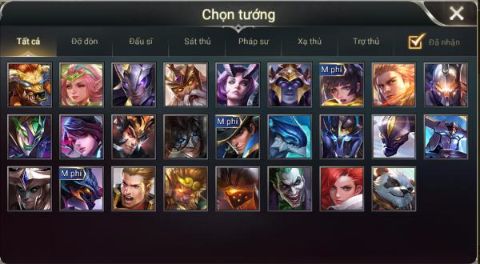 Chọn tướng
Tất cả Đỡ đòn Đấu sĩ Sát thủ Pháp sư Xạ thủ Trợ thủ Đã nhận
M phí
M phí
M phí